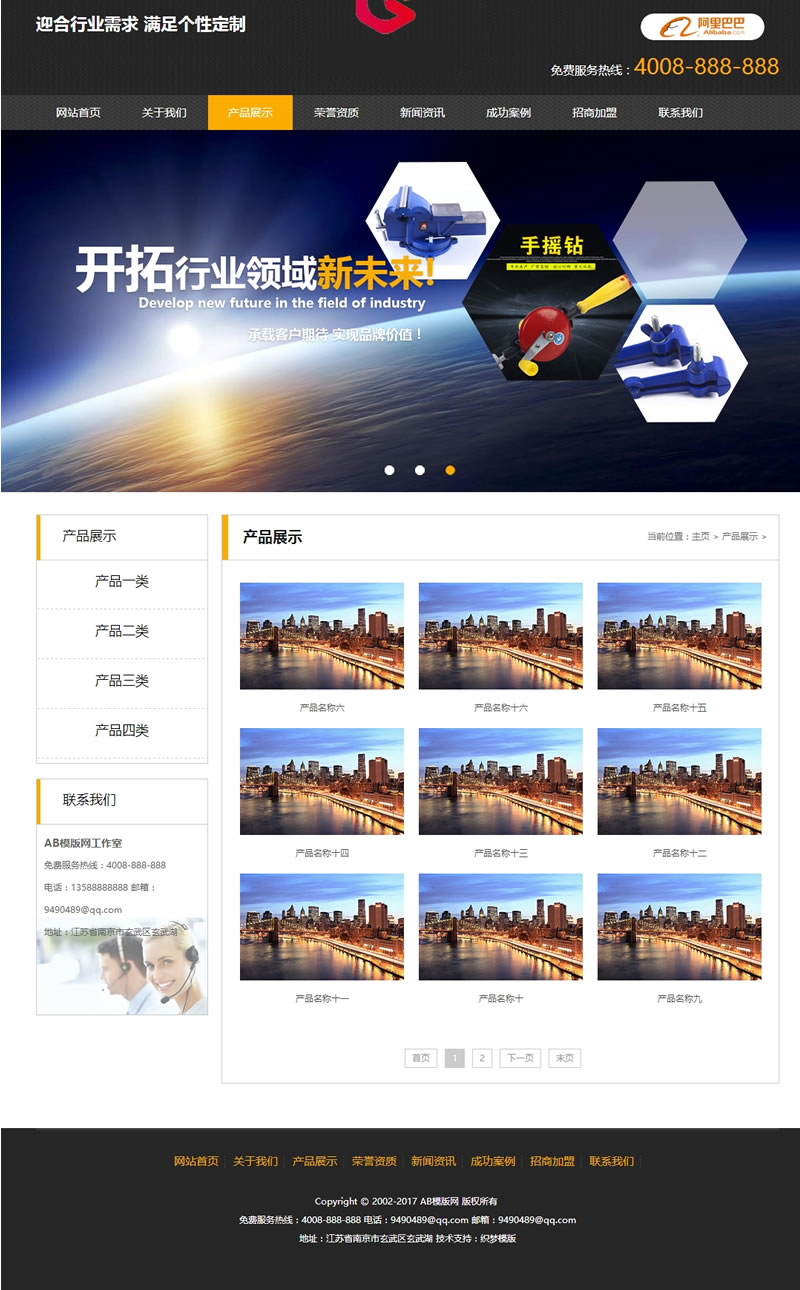 迎合行业需求 满足个性定制
阿里巴巴
Alibaba.com
免费服务热线：4008-888-888
网站首页 关于我们 产品展示 荣誉资质 新闻资讯 成功案例 招商加盟 联系我们
手摇钻
开拓行业领域新未来!
Develop new future in the field of industry
承载客户期待 实现品牌价值！
产品展示
产品一类
产品二类
产品三类
产品四类
联系我们
AB模版网工作室
免费服务热线：4008-888-888
电话：13588888888 邮箱：
9490489@qq.com
地址：江苏省南京市玄武区玄武湖
产品展示
当前位置：主页 > 产品展示 >
产品名称六 产品名称十六 产品名称十五
产品名称十四 产品名称十三 产品名称十二
产品名称十一 产品名称十 产品名称九
首页 1 2 下一页 末页
网站首页 关于我们 产品展示 荣誉资质 新闻资讯 成功案例 招商加盟 联系我们
Copyright © 2002-2017 AB模版网 版权所有
免费服务热线：4008-888-888 电话：9490489@qq.com 邮箱：9490489@qq.com
地址：江苏省南京市玄武区玄武湖 技术支持：织梦模版